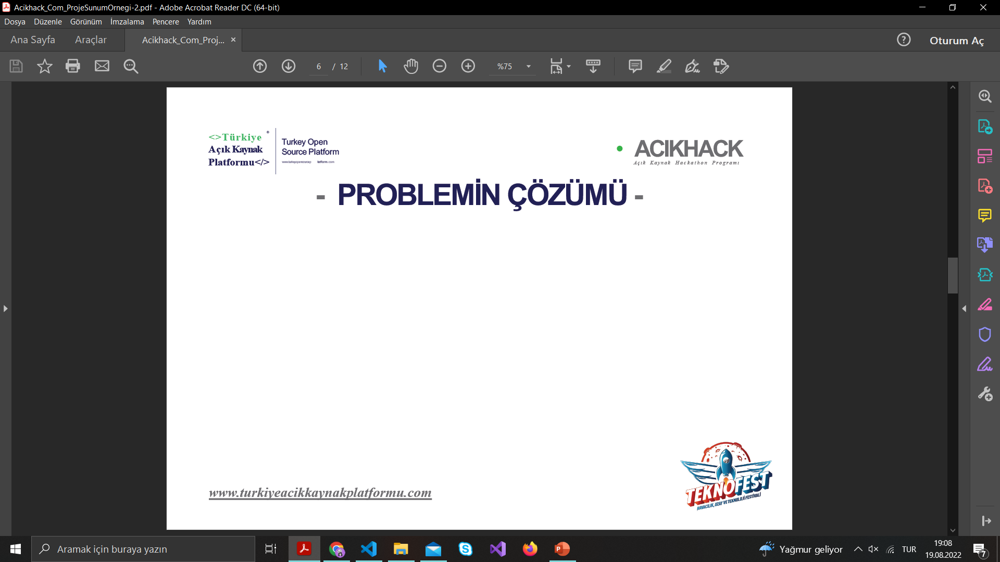 Acikhack_Com_ProjeSunumOrnegi-2.pdf - Adobe Acrobat Reader DC (64-bit)
Dosya Düzenle Görünüm İmzalama Pencere Yardım
Ana Sayfa Araçlar Acikhack_Com_Proj... Oturum Aç
6 / 12 %75
<>Türkiye
Açık Kaynak
Platformu</>
Turkey Open
Source Platform
ACIKHACK
Açık Kaynak Hackathon Programı
- PROBLEMİN ÇÖZÜMÜ -
www.turkiyeacikkaynakplatformu.com
TEKNOFEST
HAVACILIK, UZAY VE TEKNOLOJİ FESTİVALİ
Aramak için buraya yazın
Yağmur geliyor
TUR
19:08
19.08.2022
7